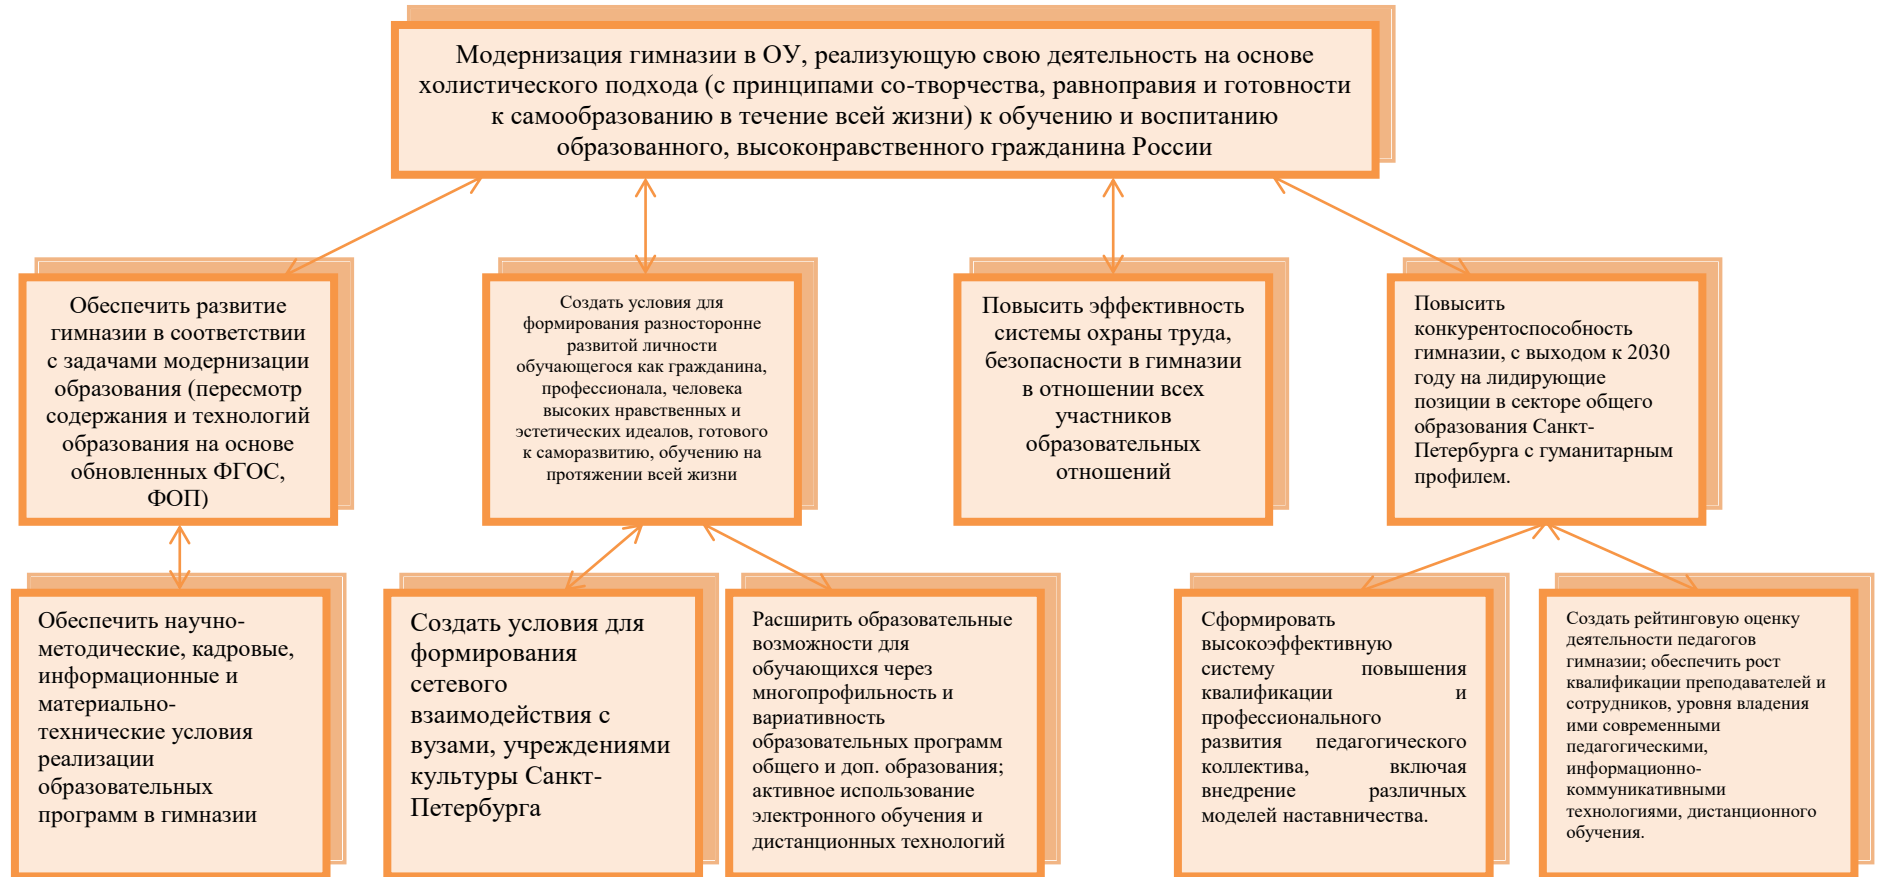 Модернизация гимназии в ОУ, реализующую свою деятельность на основе
холистического подхода (с принципами со-творчества, равноправия и готовности
к самообразованию в течение всей жизни) к обучению и воспитанию
образованного, высоконравственного гражданина России
Обеспечить развитие
гимназии в соответствии
с задачами модернизации
образования (пересмотр
содержания и технологий
образования на основе
обновленных ФГОС,
ФОП)
Создать условия для
формирования разносторонне
развитой личности
обучающегося как гражданина,
профессионала, человека
высоких нравственных и
эстетических идеалов, готового
к саморазвитию, обучению на
протяжении всей жизни
Повысить эффективность
системы охраны труда,
безопасности в гимназии
в отношении всех
участников
образовательных
отношений
Повысить
конкурентоспособность
гимназии, с выходом к 2030
году на лидирующие
позиции в секторе общего
образования Санкт-
Петербурга с гуманитарным
профилем.
Обеспечить научно-
методические, кадровые,
информационные и
материально-
технические условия
реализации
образовательных
программ в гимназии
Создать условия для
формирования
сетевого
взаимодействия с
вузами, учреждениями
культуры Санкт-
Петербурга
Расширить образовательные
возможности для
обучающихся через
многопрофильность и
вариативность
образовательных программ
общего и доп. образования;
активное использование
электронного обучения и
дистанционных технологий
Сформировать
высокоэффективную
систему повышения
квалификации и
профессионального
развития педагогического
коллектива, включая
внедрение различных
моделей наставничества.
Создать рейтинговую оценку
деятельности педагогов
гимназии; обеспечить рост
квалификации преподавателей и
сотрудников, уровня владения
ими современными
педагогическими,
информационно-
коммуникативными
технологиями, дистанционного
обучения.